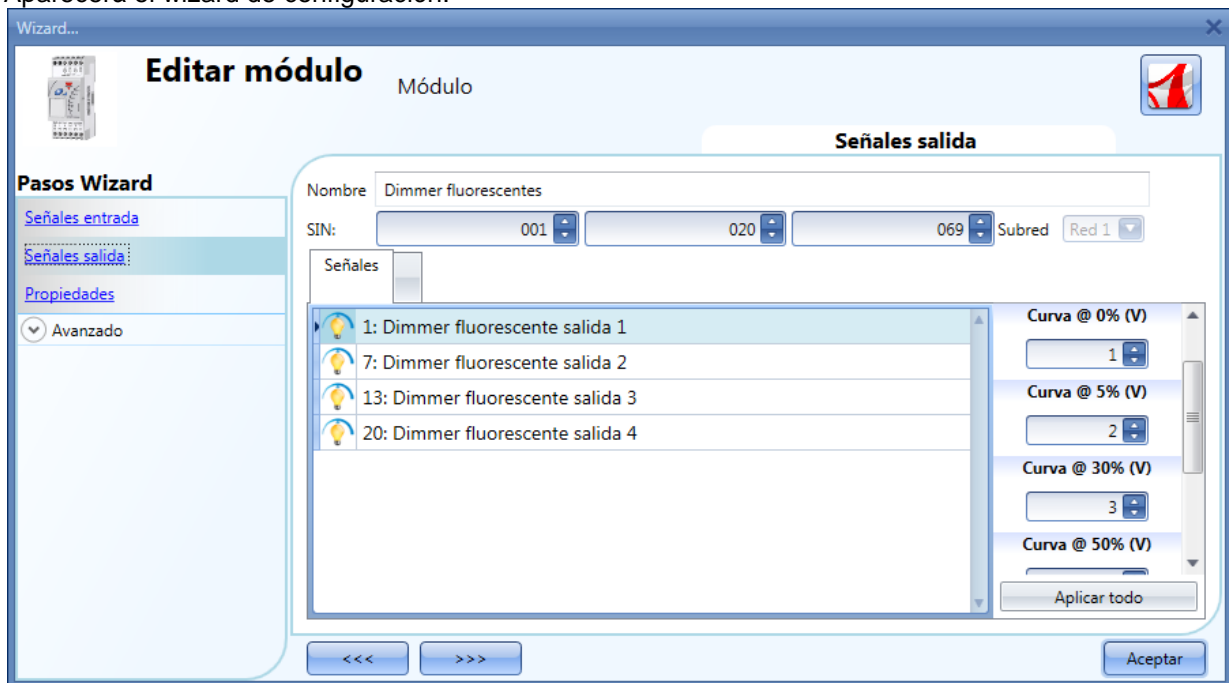 Aparecerá el wizard de configuración.
Wizard...
Editar módulo
Módulo
Señales salida
Pasos Wizard
Señales entrada
Señales salida
Propiedades
Avanzado
Nombre Dimmer fluorescentes
SIN: 001 020 069 Subred Red 1
Señales
1: Dimmer fluorescente salida 1
7: Dimmer fluorescente salida 2
13: Dimmer fluorescente salida 3
20: Dimmer fluorescente salida 4
Curva @ 0% (V)
1
Curva @ 5% (V)
2
Curva @ 30% (V)
3
Curva @ 50% (V)
Aplicar todo
<<< >>>
Aceptar